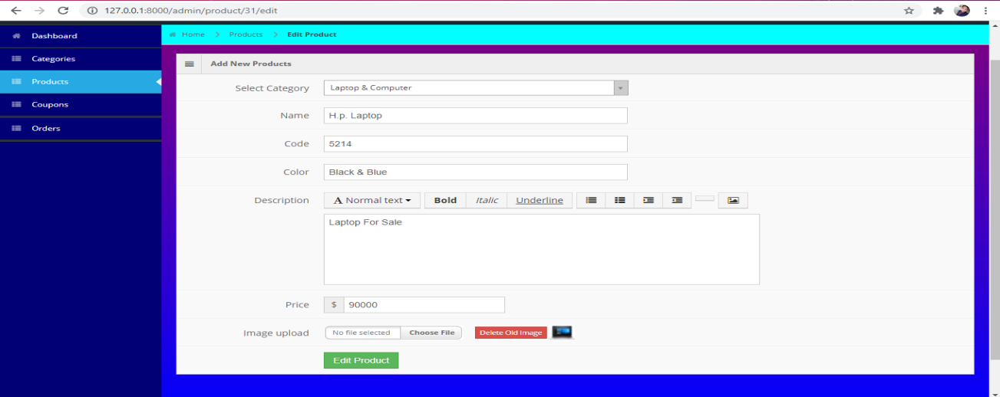 127.0.0.1:8000/admin/product/31/edit
Dashboard
Categories
Products
Coupons
Orders
Home > Products > Edit Product
Add New Products
Select Category Laptop & Computer
Name H.p. Laptop
Code 5214
Color Black & Blue
Description A Normal text Bold Italic Underline
Laptop For Sale
Price $ 90000
Image upload No file selected Choose File Delete Old Image
Edit Product